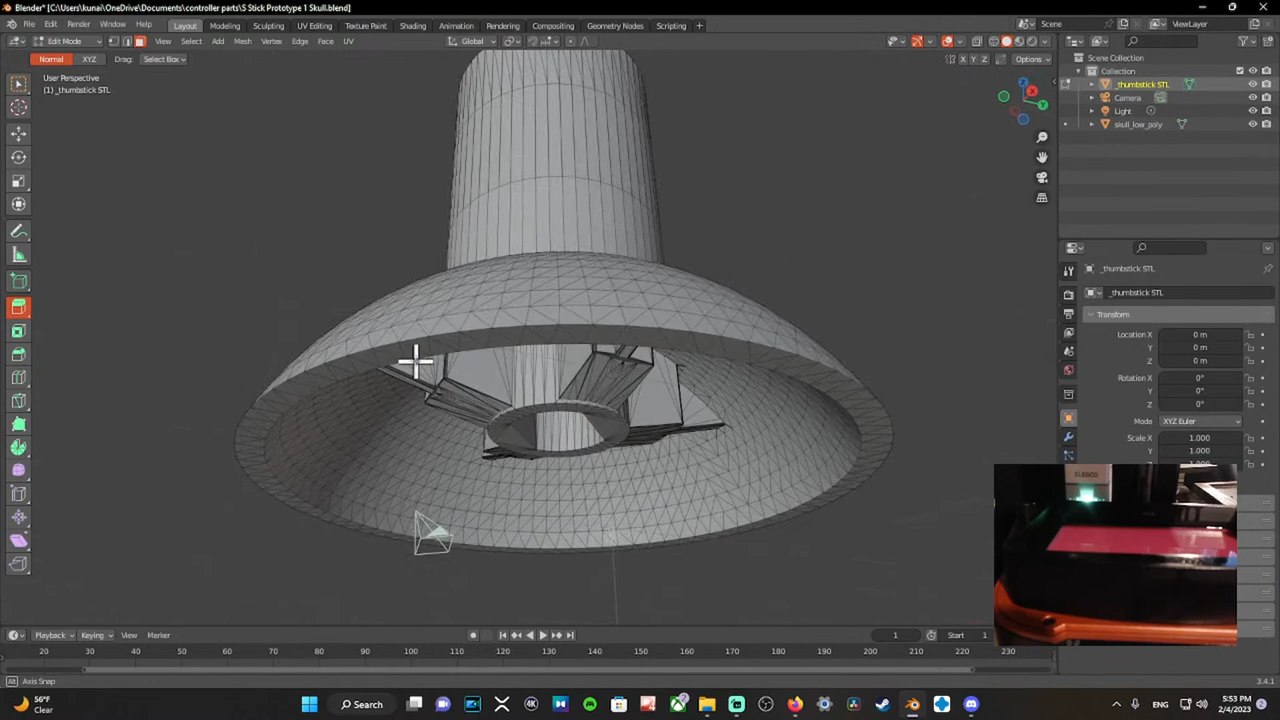 Blender* [C:\Users\kunai\OneDrive\Documents\controller parts\S Stick Prototype 1 Skull.blend]
File Edit Render Window Help Layout Modeling Sculpting UV Editing Texture Paint Shading Animation Rendering Compositing Geometry Nodes Scripting + Scene ViewLayer
Edit Mode View Select Add Mesh Vertex Edge Face UV Global
Normal XYZ Drag: Select Box X Y Z Options
User Perspective
(1) _thumbstick STL
Z
X
Y
Scene Collection
Collection
_thumbstick STL
Camera
Light
skull_low_poly
_thumbstick STL
_thumbstick STL
Transform
Location X 0 m
Y 0 m
Z 0 m
Rotation X 0°
Y 0°
Z 0°
Mode XYZ Euler
Scale X 1.000
Y 1.000
ELEGOO
Playback Keying View Marker 1 Start 1
20 30 40 50 60 70 80 90 100 110 120 130 140 150 160 170 180 190 200 210 220 230
Alt Axis Snap 3.4.1
56°F
Clear
Search
ENG
5:53 PM
2/4/2023